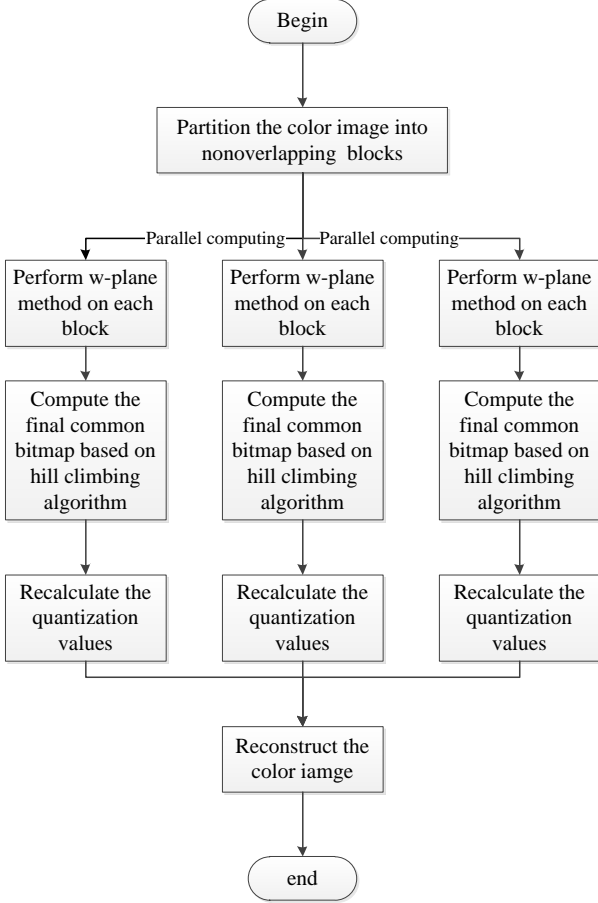 Begin
Partition the color image into
nonoverlapping blocks
Parallel computing
Parallel computing
Perform w-plane
method on each
block
Perform w-plane
method on each
block
Perform w-plane
method on each
block
Compute the
final common
bitmap based on
hill climbing
algorithm
Compute the
final common
bitmap based on
hill climbing
algorithm
Compute the
final common
bitmap based on
hill climbing
algorithm
Recalculate the
quantization
values
Recalculate the
quantization
values
Recalculate the
quantization
values
Reconstruct the
color iamge
end